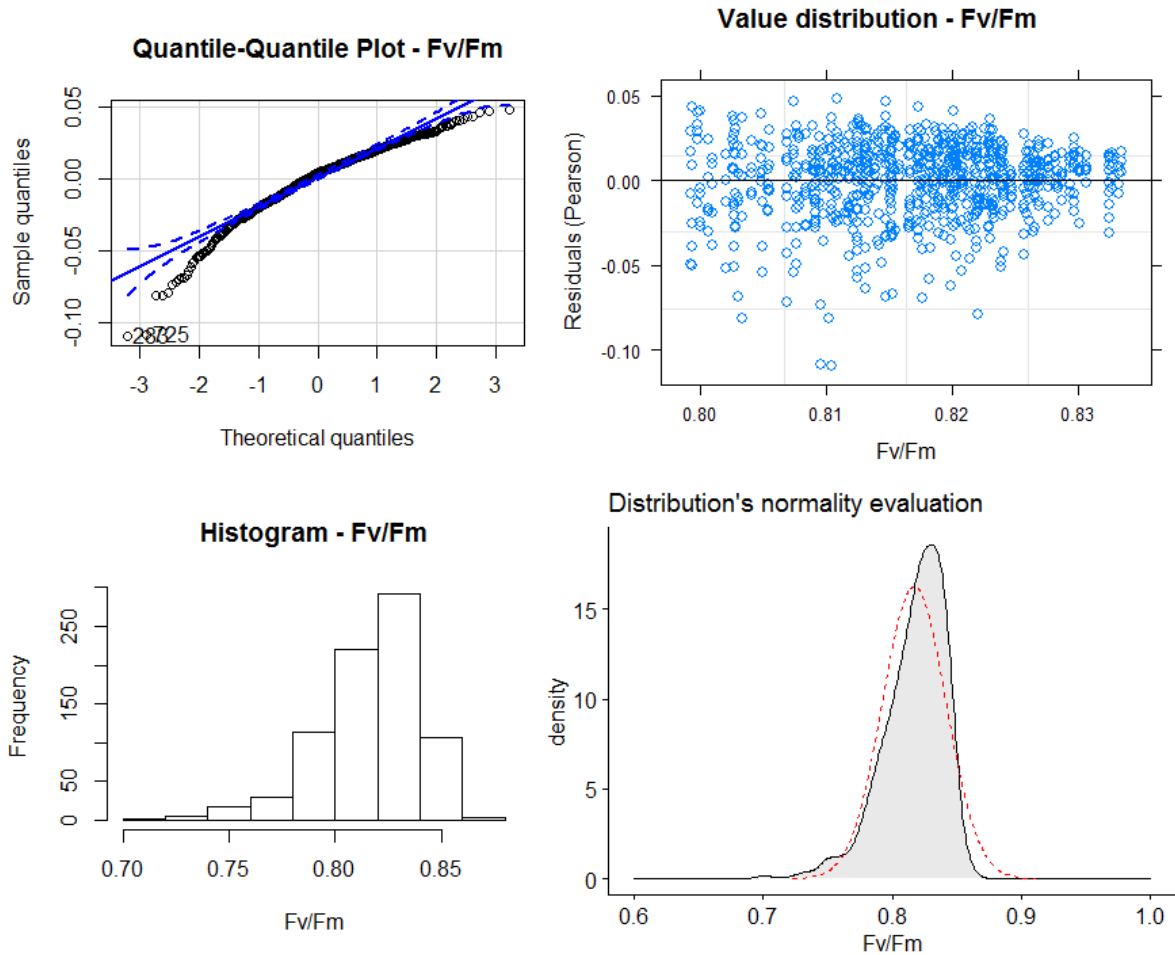 Quantile-Quantile Plot - Fv/Fm
Sample quantiles
0.05
0.00
-0.05
-0.10
283
725
-3 -2 -1 0 1 2 3
Theoretical quantiles
Value distribution - Fv/Fm
Residuals (Pearson)
0.05
0.00
-0.05
-0.10
0.80 0.81 0.82 0.83
Fv/Fm
Histogram - Fv/Fm
Frequency
250
150
50
0
0.70 0.75 0.80 0.85
Fv/Fm
Distribution's normality evaluation
density
15
10
5
0
0.6 0.7 0.8 0.9 1.0
Fv/Fm